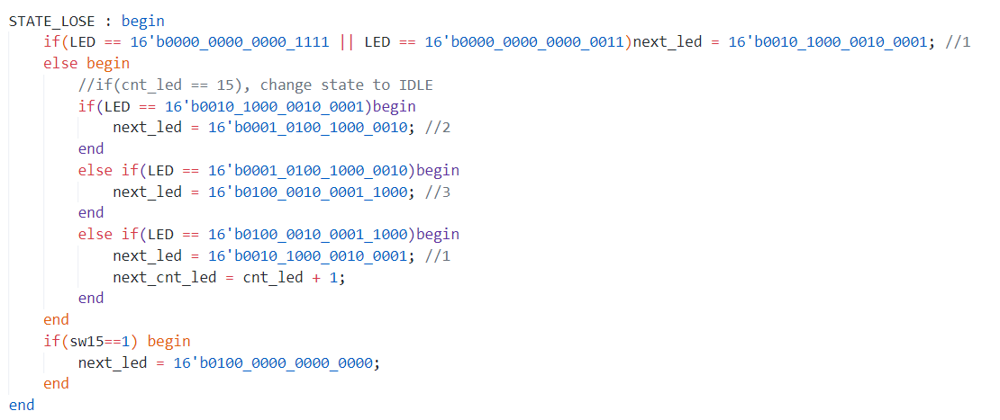 STATE_LOSE : begin
if(LED == 16'b0000_0000_0000_1111 || LED == 16'b0000_0000_0000_0011)next_led = 16'b0010_1000_0010_0001; //1
else begin
//if(cnt_led == 15), change state to IDLE
if(LED == 16'b0010_1000_0010_0001)begin
next_led = 16'b0001_0100_1000_0010; //2
end
else if(LED == 16'b0001_0100_1000_0010)begin
next_led = 16'b0100_0010_0001_1000; //3
end
else if(LED == 16'b0100_0010_0001_1000)begin
next_led = 16'b0010_1000_0010_0001; //1
next_cnt_led = cnt_led + 1;
end
end
if(sw15==1) begin
next_led = 16'b0100_0000_0000_0000;
end
end